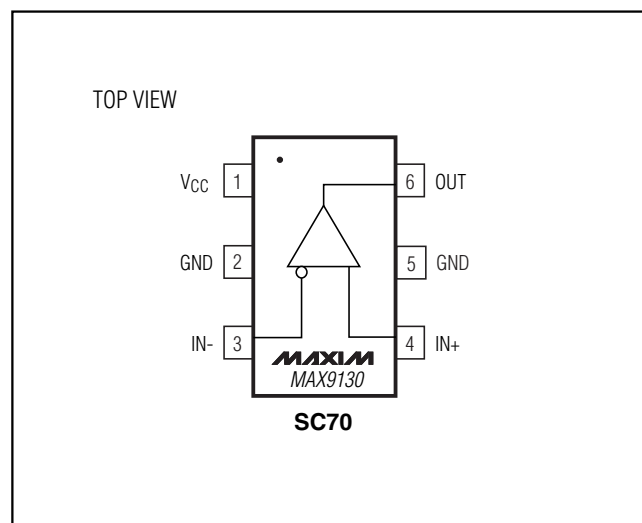 TOP VIEW
VCC 1
6 OUT
GND 2
5 GND
IN- 3
4 IN+
MAXIM
MAX9130
SC70